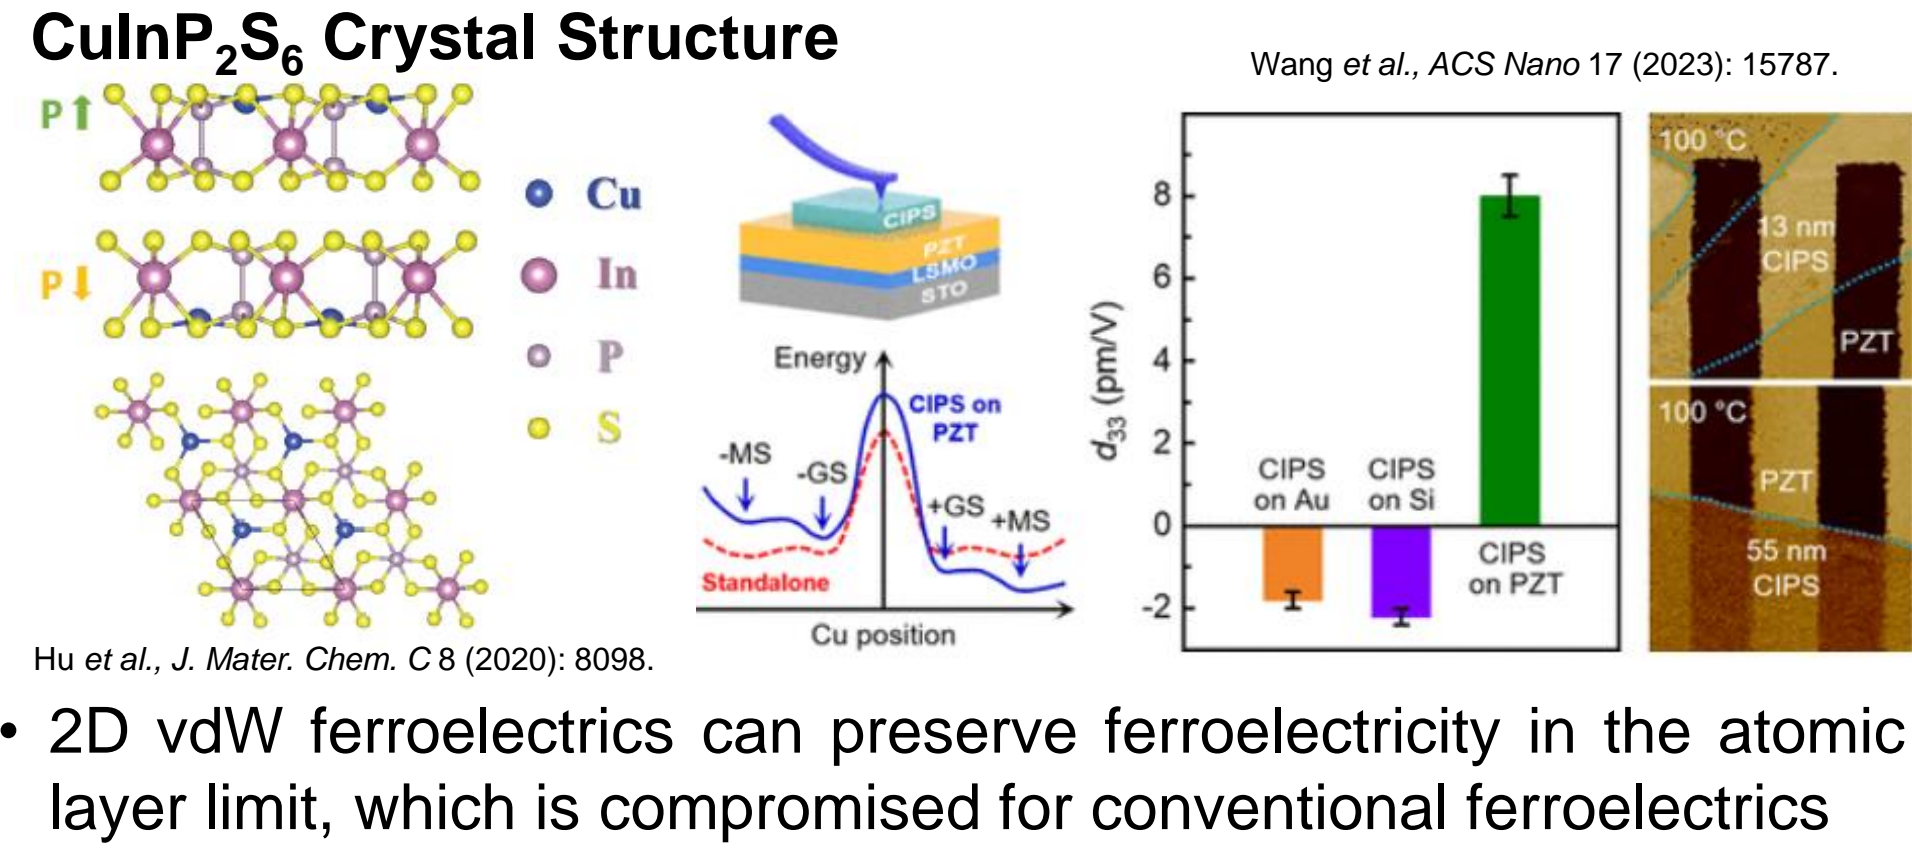 CuInP₂S₆ Crystal Structure
Wang et al., ACS Nano 17 (2023): 15787.
P
P
Cu
In
P
S
Hu et al., J. Mater. Chem. C 8 (2020): 8098.
CIPS
PZT
LSMO
STO
Energy
CIPS on
PZT
-MS
-GS
+GS
+MS
Standalone
Cu position
d₃₃ (pm/V)
8
6
4
2
0
-2
CIPS
on Au
CIPS
on Si
CIPS
on PZT
100 °C
13 nm
CIPS
PZT
100 °C
PZT
55 nm
CIPS
• 2D vdW ferroelectrics can preserve ferroelectricity in the atomic
layer limit, which is compromised for conventional ferroelectrics